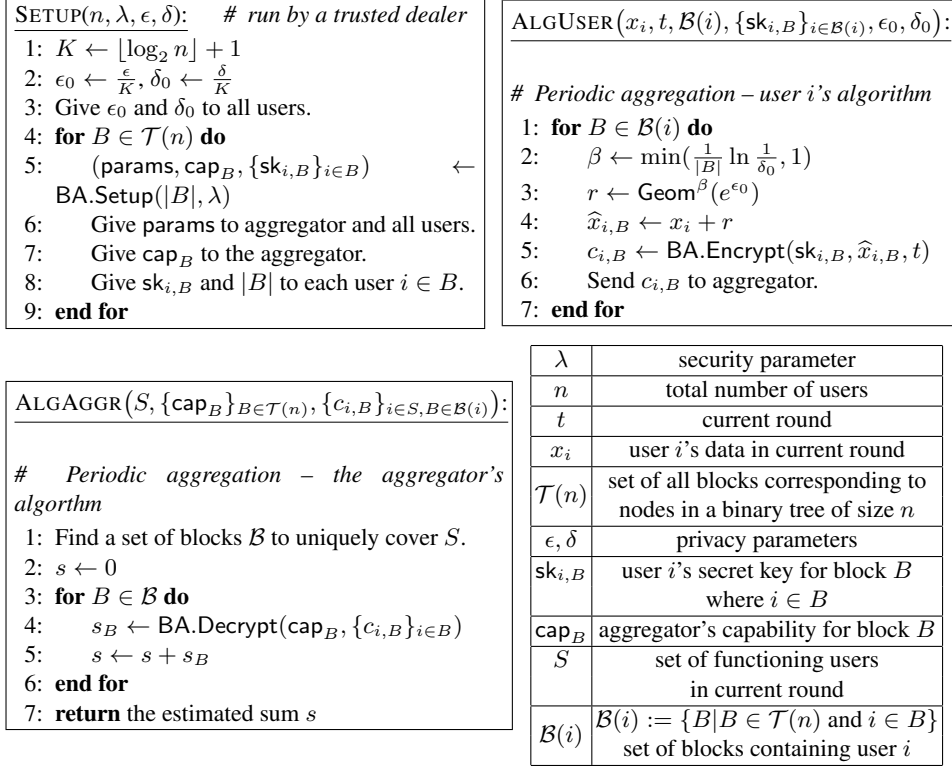 SETUP(n, λ, ϵ, δ): # run by a trusted dealer
1: K ← ⌊log₂ n⌋ + 1
2: ϵ₀ ← ϵ/K, δ₀ ← δ/K
3: Give ϵ₀ and δ₀ to all users.
4: for B ∈ 𝒯(n) do
5: (params, cap_B, {sk_{i,B}}_{i∈B}) ←
BA.Setup(|B|, λ)
6: Give params to aggregator and all users.
7: Give cap_B to the aggregator.
8: Give sk_{i,B} and |B| to each user i ∈ B.
9: end for
ALGUSER(x_i, t, ℬ(i), {sk_{i,B}}_{i∈ℬ(i)}, ϵ₀, δ₀):
# Periodic aggregation – user i's algorithm
1: for B ∈ ℬ(i) do
2: β ← min(1/|B| ln 1/δ₀, 1)
3: r ← Geom^β(e^{ϵ₀})
4: x̂_{i,B} ← x_i + r
5: c_{i,B} ← BA.Encrypt(sk_{i,B}, x̂_{i,B}, t)
6: Send c_{i,B} to aggregator.
7: end for
ALGAGGR(S, {cap_B}_{B∈𝒯(n)}, {c_{i,B}}_{i∈S,B∈ℬ(i)}):
# Periodic aggregation – the aggregator's
algorthm
1: Find a set of blocks ℬ to uniquely cover S.
2: s ← 0
3: for B ∈ ℬ do
4: s_B ← BA.Decrypt(cap_B, {c_{i,B}}_{i∈B})
5: s ← s + s_B
6: end for
7: return the estimated sum s
λ security parameter
n total number of users
t current round
x_i user i's data in current round
𝒯(n) set of all blocks corresponding to
nodes in a binary tree of size n
ϵ, δ privacy parameters
sk_{i,B} user i's secret key for block B
where i ∈ B
cap_B aggregator's capability for block B
S set of functioning users
in current round
ℬ(i) ℬ(i) := {B|B ∈ 𝒯(n) and i ∈ B}
set of blocks containing user i